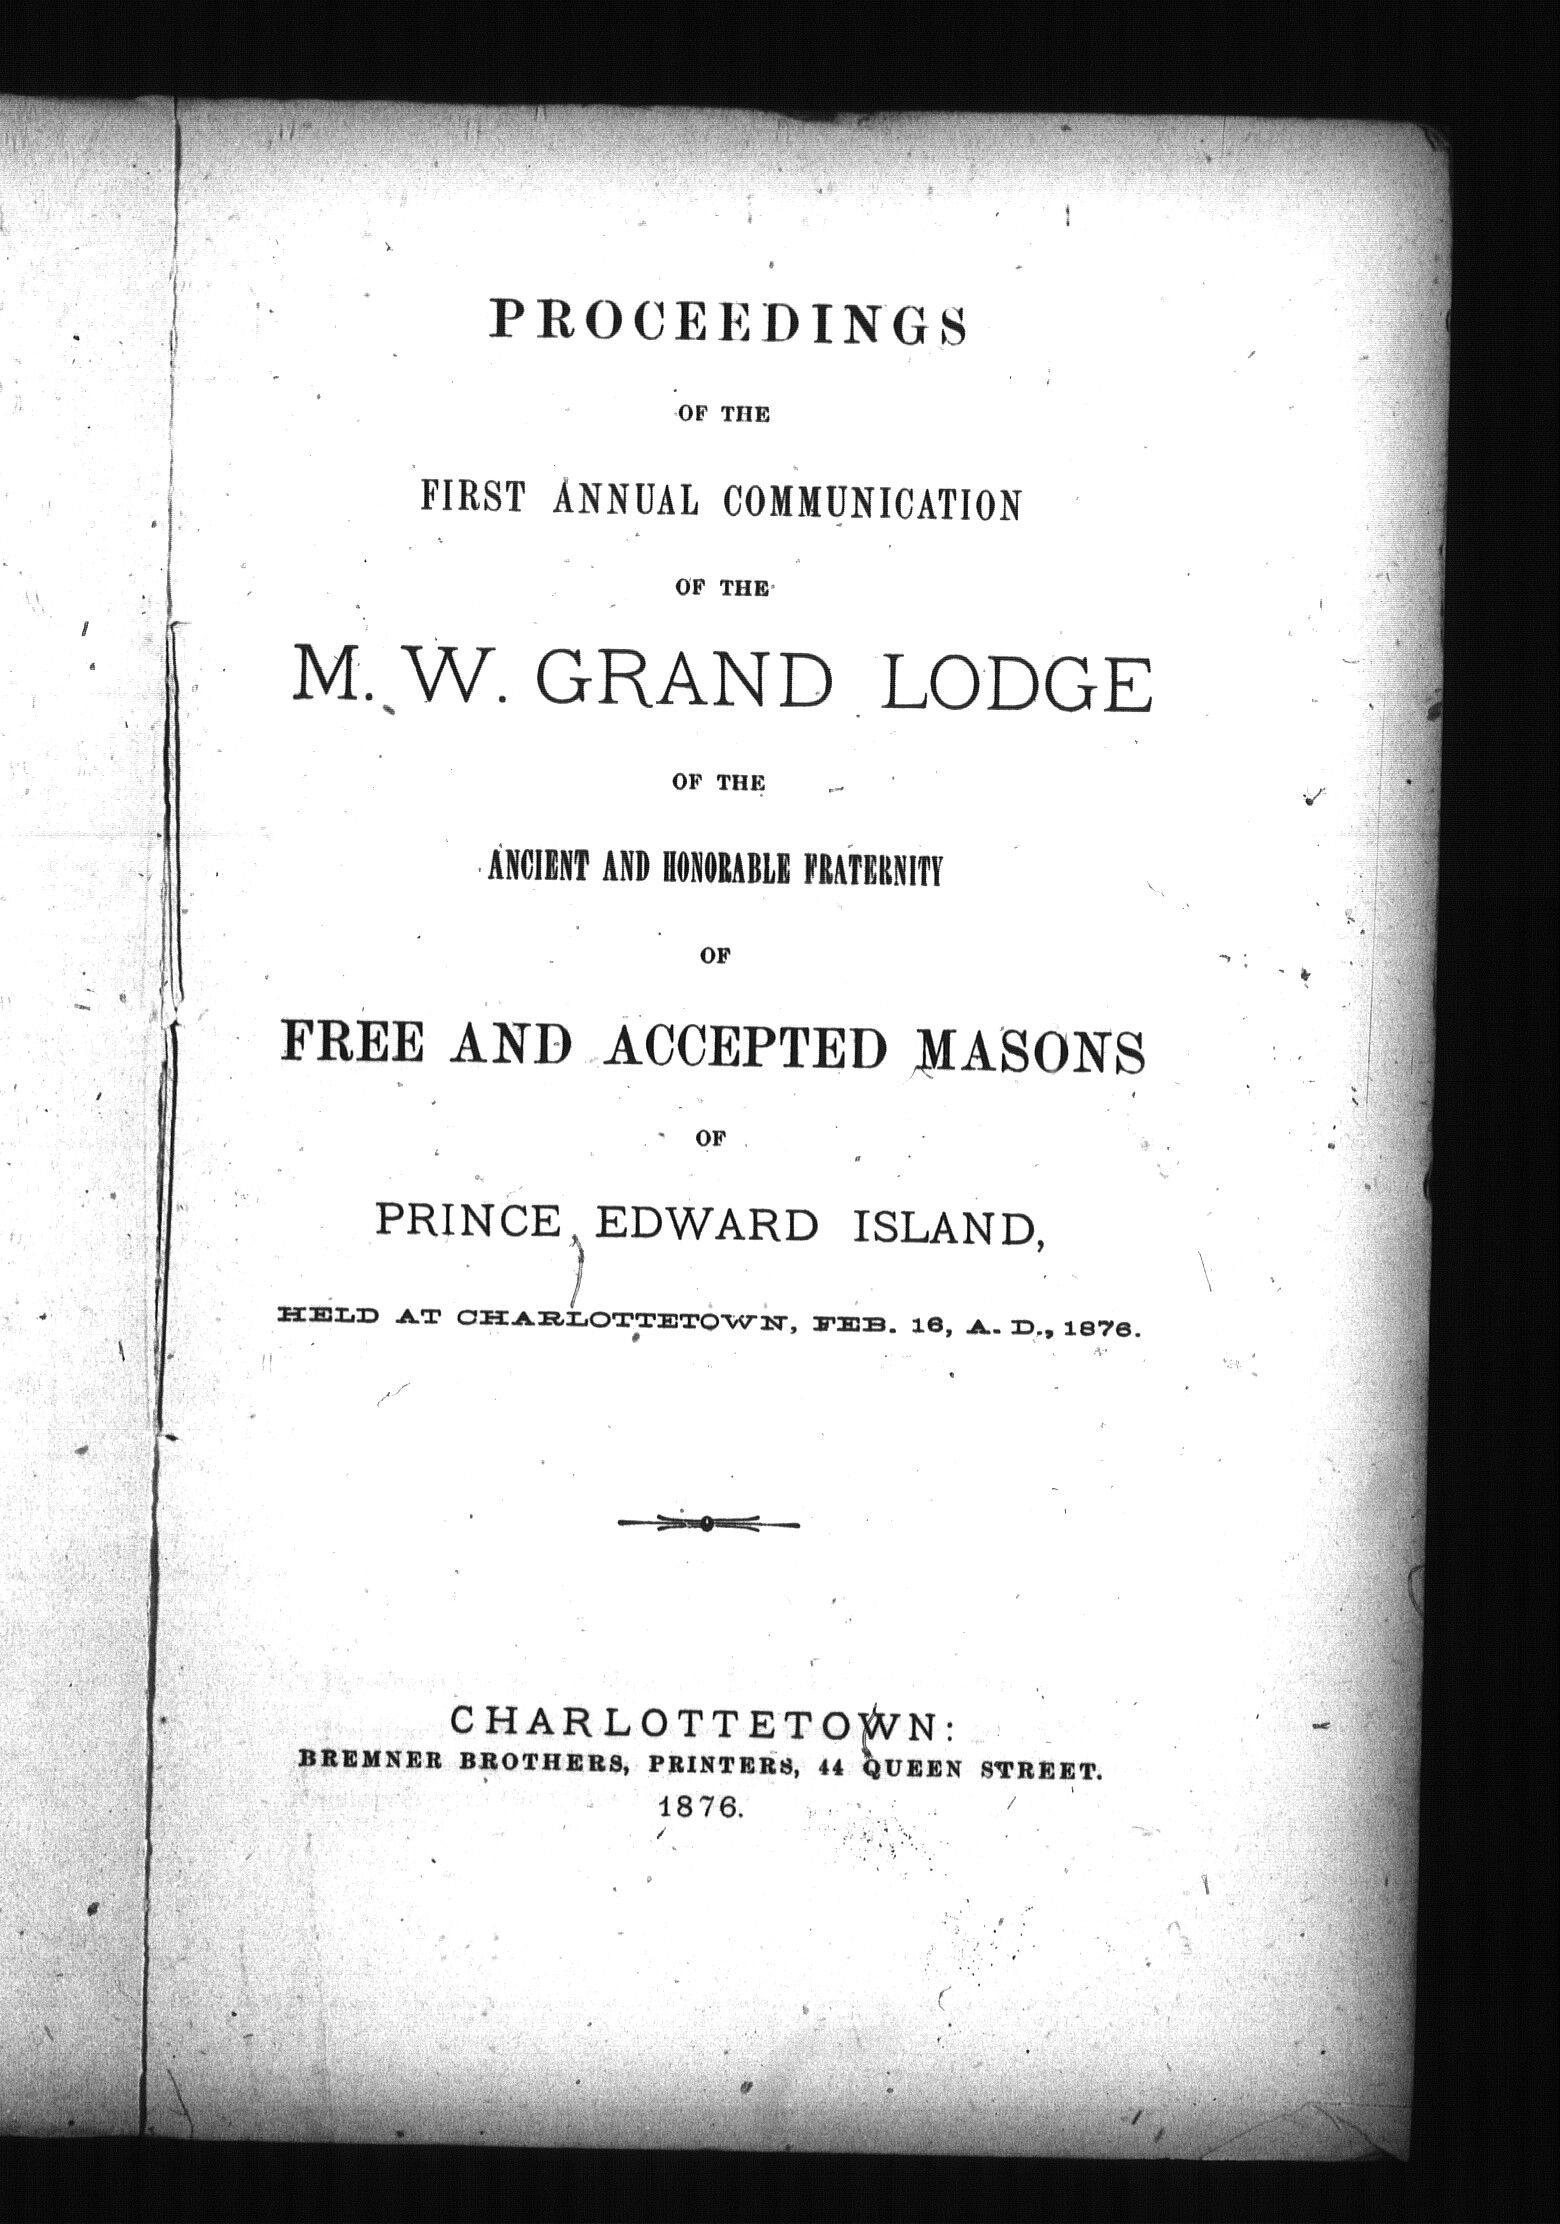 PROCEEDINGS
OF THE
FIRST ANNUAL COMMUNICATION
OF THE
M. W. GRAND LODGE
OF THE
ANCIENT AND HONORABLE FRATERNITY
OF
FREE AND ACCEPTED MASONS
OF
PRINCE EDWARD ISLAND,
HELD AT CHARLOTTETOWN, FEB. 16, A. D., 1876.
CHARLOTTETOWN:
BREMNER BROTHERS, PRINTERS, 44 QUEEN STREET.
1876.